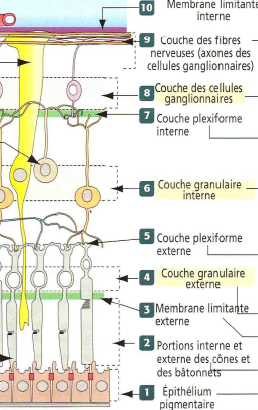 10 Membrane limitante
interne
9 Couche des fibres
nerveuses (axones des
cellules ganglionnaires)
8 Couche des cellules
ganglionnaires
7 Couche plexiforme
interne
6 Couche granulaire
interne
5 Couche plexiforme
externe
4 Couche granulaire
externe
3 Membrane limitante
externe
2 Portions interne et
externe des cônes et
des bâtonnets
1 Épithélium
pigmentaire